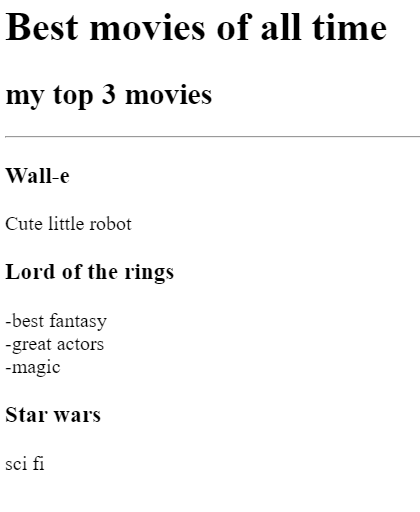 Best movies of all time
my top 3 movies
Wall-e
Cute little robot
Lord of the rings
-best fantasy
-great actors
-magic
Star wars
sci fi